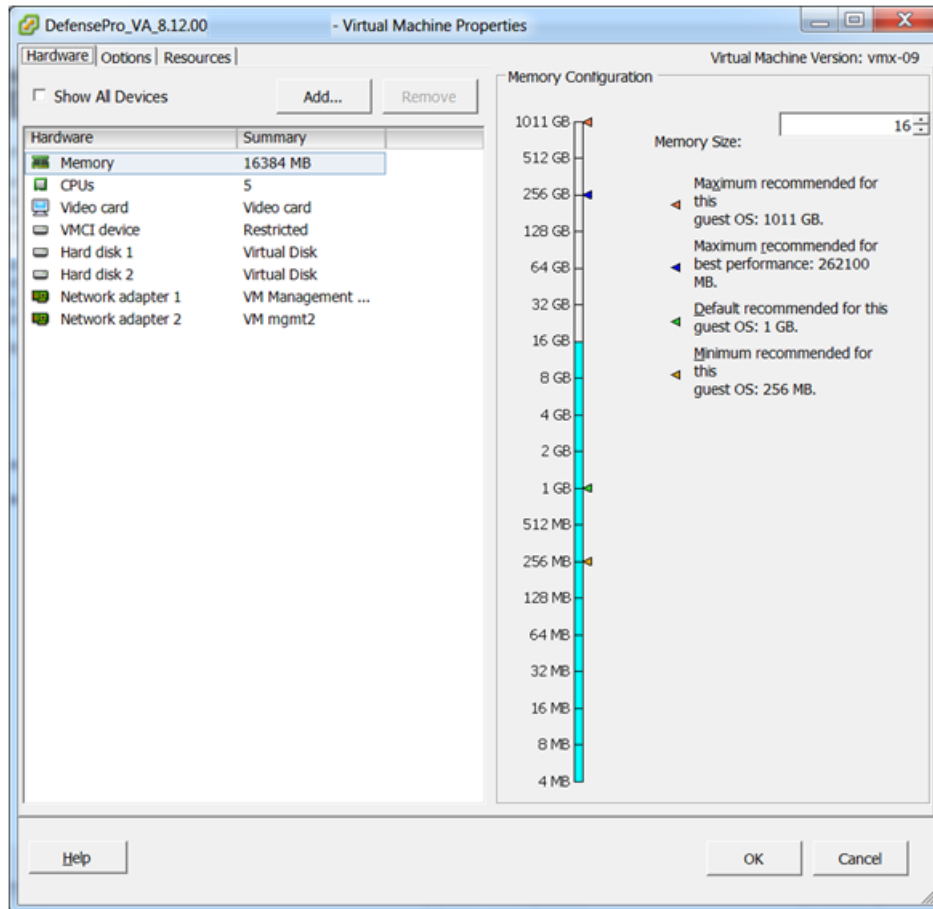 DefensePro_VA_8.12.00 - Virtual Machine Properties
Hardware Options Resources
Virtual Machine Version: vmx-09
Show All Devices Add... Remove
Hardware Summary
Memory 16384 MB
CPUs 5
Video card Video card
VMCI device Restricted
Hard disk 1 Virtual Disk
Hard disk 2 Virtual Disk
Network adapter 1 VM Management ...
Network adapter 2 VM mgmt2
Memory Configuration
1011 GB
512 GB
256 GB
128 GB
64 GB
32 GB
16 GB
8 GB
4 GB
2 GB
1 GB
512 MB
256 MB
128 MB
64 MB
32 MB
16 MB
8 MB
4 MB
16
Memory Size:
Maximum recommended for
this
guest OS: 1011 GB.
Maximum recommended for
best performance: 262100
MB.
Default recommended for this
guest OS: 1 GB.
Minimum recommended for
this
guest OS: 256 MB.
Help OK Cancel